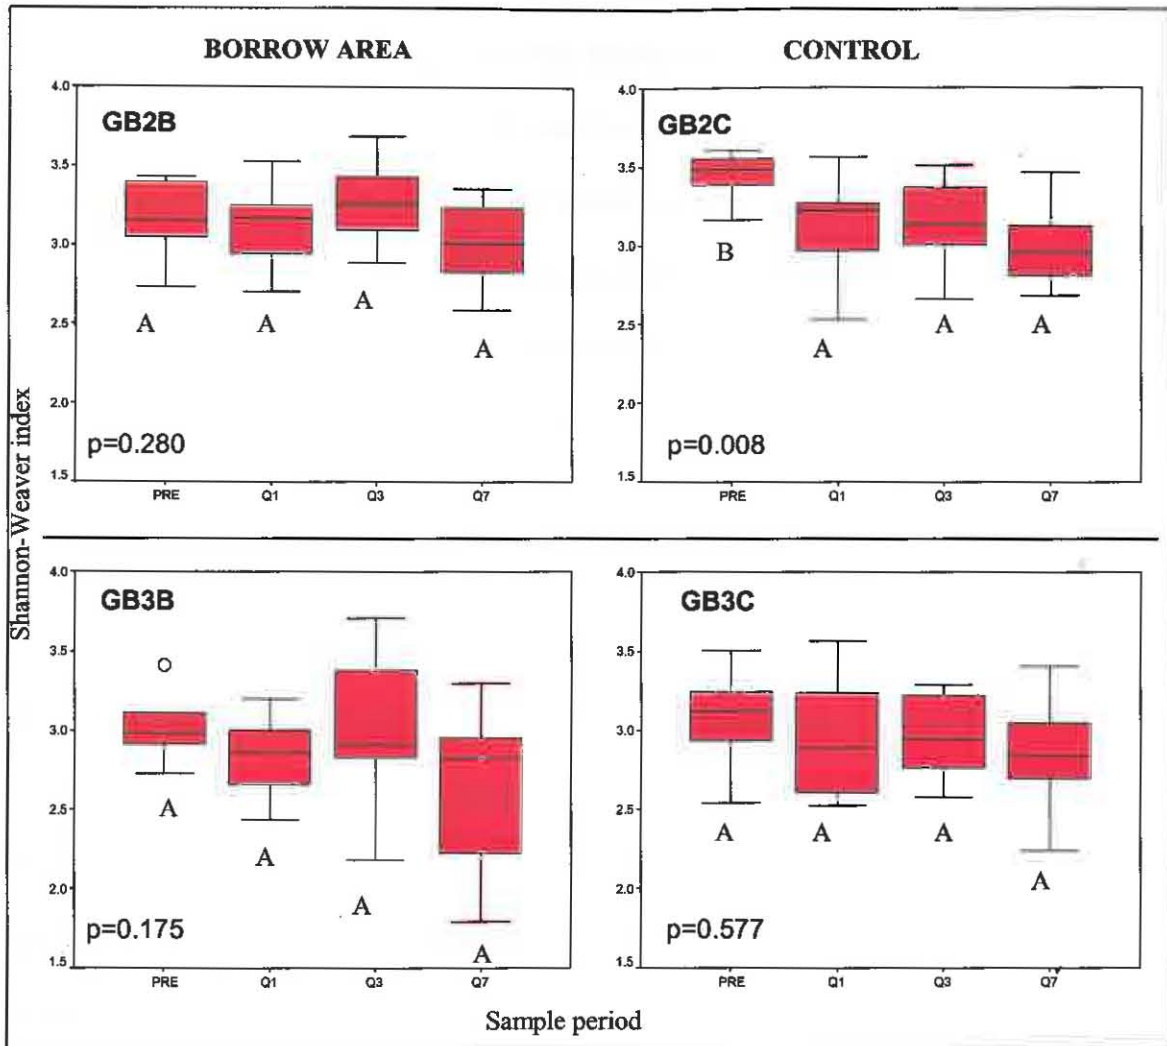 BORROW AREA
CONTROL
Shannon-Weaver index
GB2B
4.0
3.5
3.0
2.5
2.0
1.5
A
A
A
A
p=0.280
PRE
Q1
Q3
Q7
GB2C
4.0
3.5
3.0
2.5
2.0
1.5
B
A
A
A
p=0.008
PRE
Q1
Q3
Q7
GB3B
4.0
3.5
3.0
2.5
2.0
1.5
A
A
A
A
p=0.175
PRE
Q1
Q3
Q7
GB3C
4.0
3.5
3.0
2.5
2.0
1.5
A
A
A
A
p=0.577
PRE
Q1
Q3
Q7
Sample period